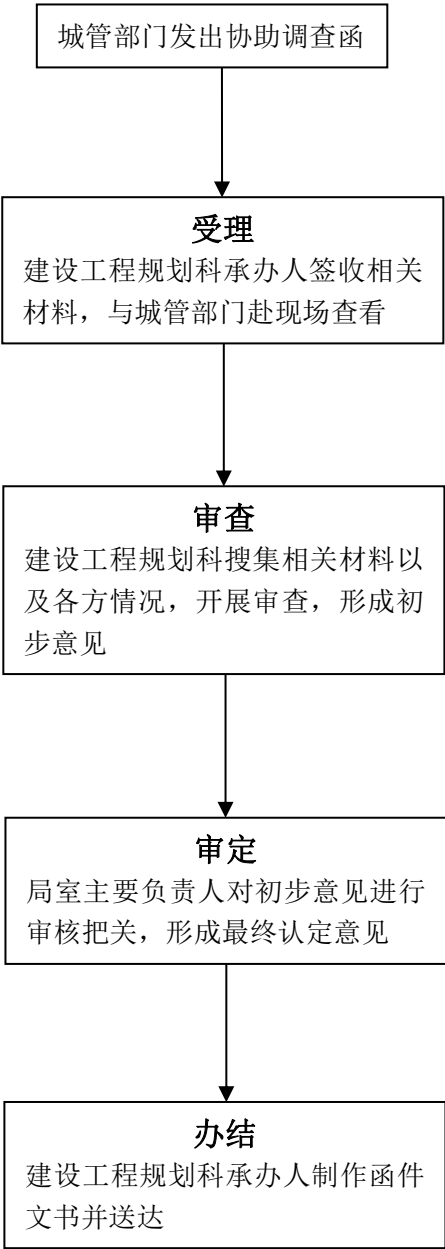 城管部门发出协助调查函
受理
建设工程规划科承办人签收相关
材料，与城管部门赴现场查看
审查
建设工程规划科搜集相关材料以
及各方情况，开展审查，形成初
步意见
审定
局室主要负责人对初步意见进行
审核把关，形成最终认定意见
办结
建设工程规划科承办人制作函件
文书并送达